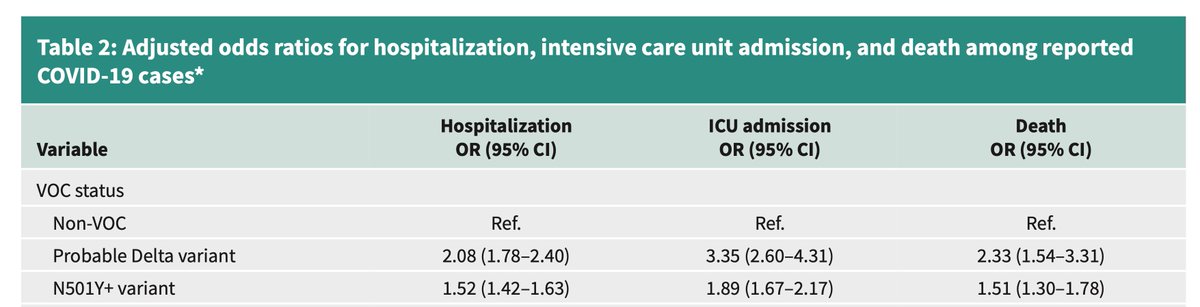 Table 2: Adjusted odds ratios for hospitalization, intensive care unit admission, and death among reported
COVID-19 cases*
Variable Hospitalization OR (95% CI) ICU admission OR (95% CI) Death OR (95% CI)
VOC status
Non-VOC Ref. Ref. Ref.
Probable Delta variant 2.08 (1.78–2.40) 3.35 (2.60–4.31) 2.33 (1.54–3.31)
N501Y+ variant 1.52 (1.42–1.63) 1.89 (1.67–2.17) 1.51 (1.30–1.78)